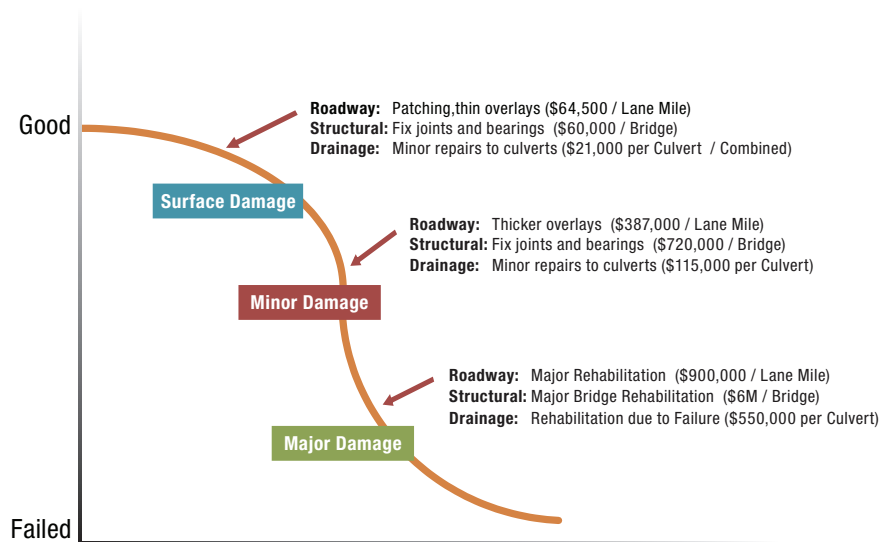 Good
Roadway: Patching,thin overlays ($64,500 / Lane Mile)
Structural: Fix joints and bearings ($60,000 / Bridge)
Drainage: Minor repairs to culverts ($21,000 per Culvert / Combined)
Surface Damage
Roadway: Thicker overlays ($387,000 / Lane Mile)
Structural: Fix joints and bearings ($720,000 / Bridge)
Drainage: Minor repairs to culverts ($115,000 per Culvert)
Minor Damage
Roadway: Major Rehabilitation ($900,000 / Lane Mile)
Structural: Major Bridge Rehabilitation ($6M / Bridge)
Drainage: Rehabilitation due to Failure ($550,000 per Culvert)
Major Damage
Failed